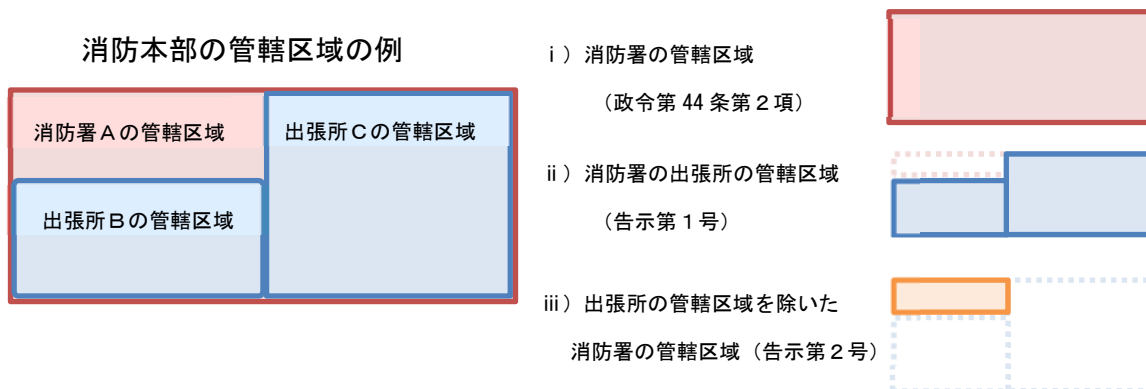 消防本部の管轄区域の例
消防署Aの管轄区域
出張所Cの管轄区域
出張所Bの管轄区域
ⅰ）消防署の管轄区域
（政令第 44 条第２項）
ⅱ）消防署の出張所の管轄区域
（告示第１号）
ⅲ）出張所の管轄区域を除いた
消防署の管轄区域（告示第２号）